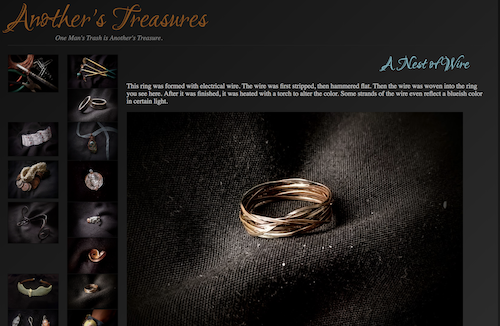 Another's Treasures
One Man's Trash is Another's Treasure.
A Nest of Wire
This ring was formed with electrical wire. The wire was first stripped, then hammered flat. Then the wire was woven into the ring
you see here. After it was finished, it was heated with a torch to alter the color. Some strands of the wire even reflect a blueish color
in certain light.